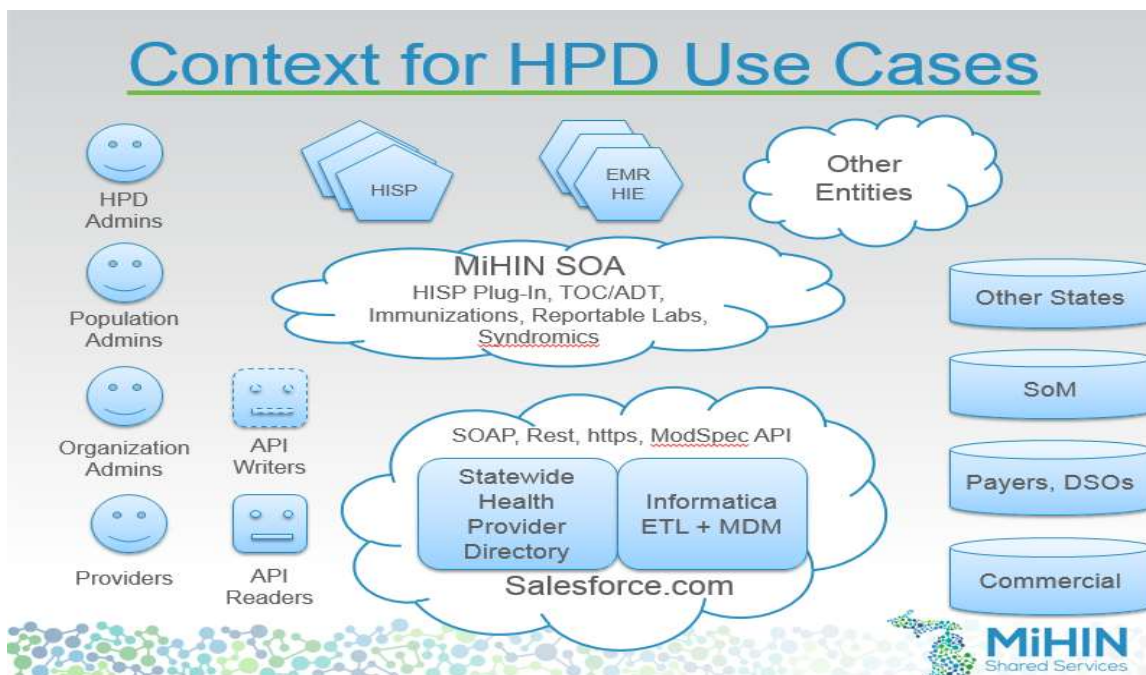 Context for HPD Use Cases
HPD
Admins
HISP
EMR
HIE
Other
Entities
Population
Admins
MiHIN SOA
HISP Plug-In, TOC/ADT,
Immunizations, Reportable Labs,
Syndromics
Other States
SoM
Payers, DSOs
Commercial
Organization
Admins
API
Writers
Providers
API
Readers
SOAP, Rest, https, ModSpec API
Statewide
Health
Provider
Directory
Informatica
ETL + MDM
Salesforce.com
MiHIN
Shared Services